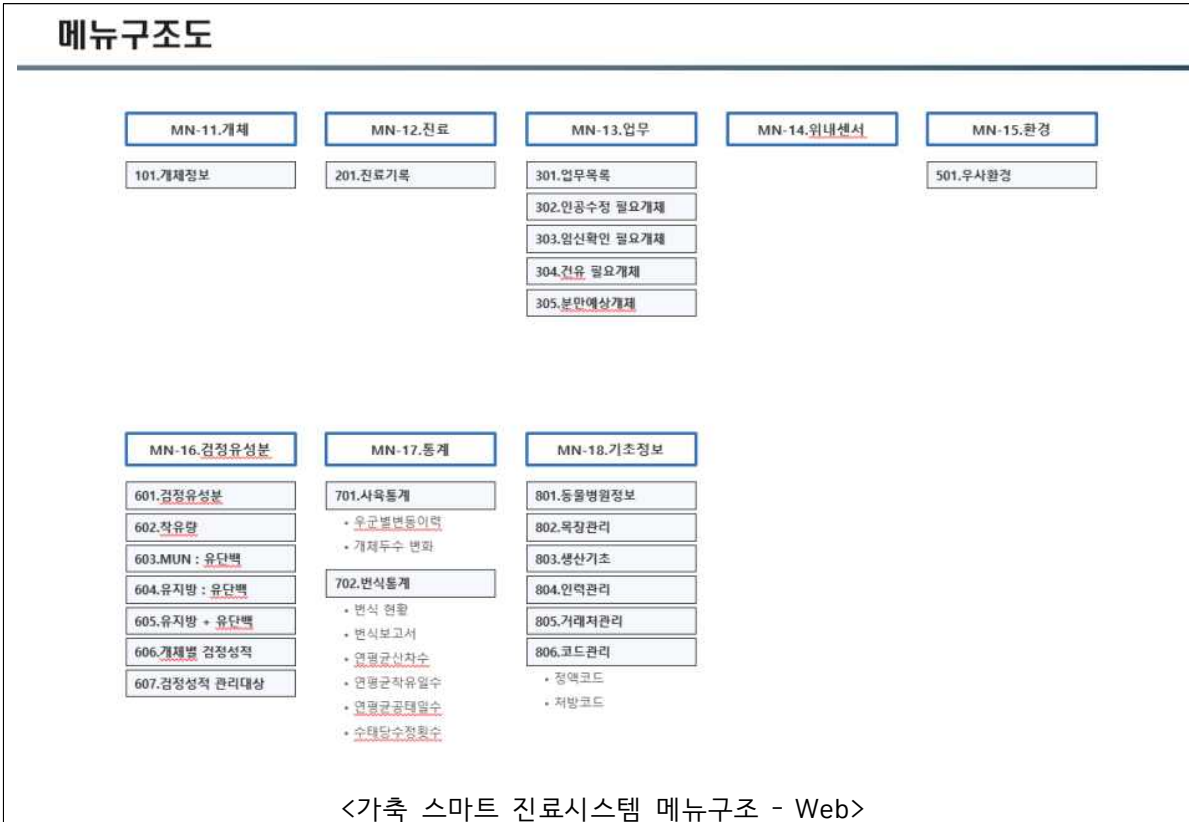 메뉴구조도
MN-11.개체
101.개체정보
MN-12.진료
201.진료기록
MN-13.업무
301.업무목록
302.인공수정 필요개체
303.임신확인 필요개체
304.건유 필요개체
305.분만예상개체
MN-14.위내센서
MN-15.환경
501.우사환경
MN-16.검정유성분
601.검정유성분
602.착유량
603.MUN : 유단백
604.유지방 : 유단백
605.유지방 + 유단백
606.개체별 검정성적
607.검정성적 관리대상
MN-17.통계
701.사육통계
• 우군별변동이력
• 개체두수 변화
702.번식통계
• 번식 현황
• 번식보고서
• 연평균산차수
• 연평균착유일수
• 연평균공태일수
• 수태당수정횟수
MN-18.기초정보
801.동물병원정보
802.목장관리
803.생산기초
804.인력관리
805.거래처관리
806.코드관리
• 정액코드
• 처방코드
<가축 스마트 진료시스템 메뉴구조 - Web>